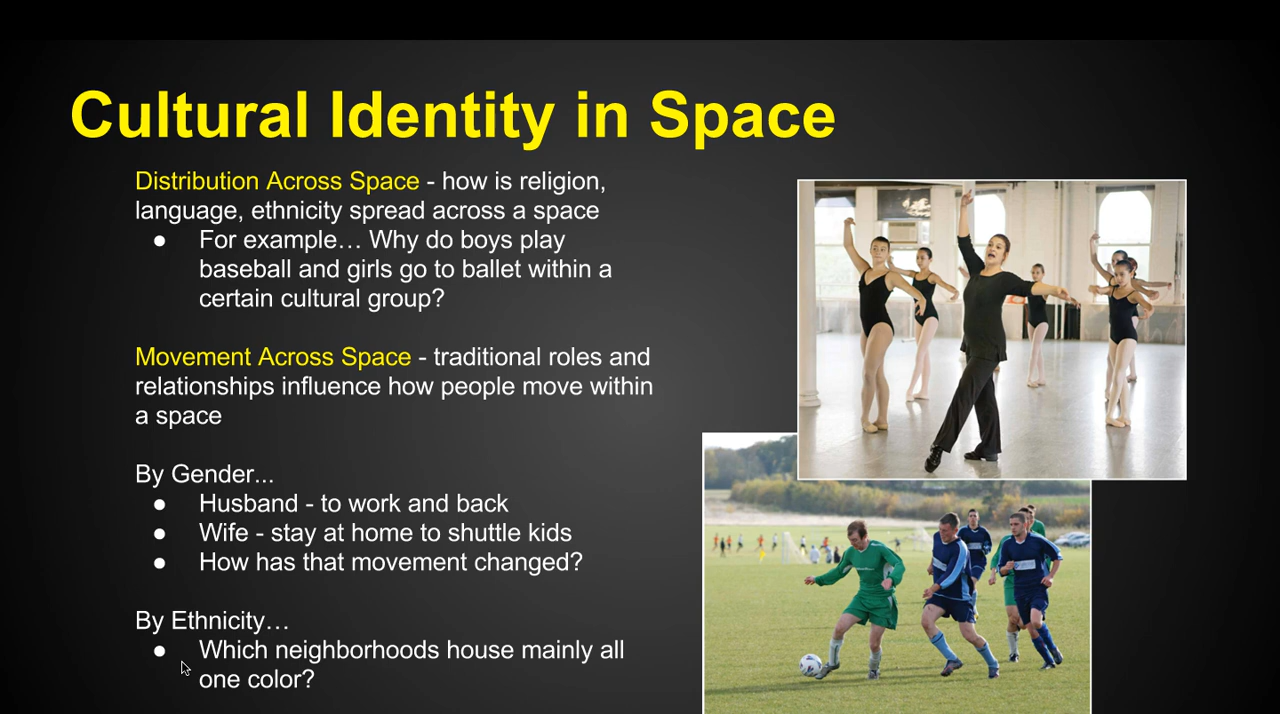 Cultural Identity in Space
Distribution Across Space - how is religion,
language, ethnicity spread across a space
● For example… Why do boys play
baseball and girls go to ballet within a
certain cultural group?
Movement Across Space - traditional roles and
relationships influence how people move within
a space
By Gender...
● Husband - to work and back
● Wife - stay at home to shuttle kids
● How has that movement changed?
By Ethnicity…
● Which neighborhoods house mainly all
one color?